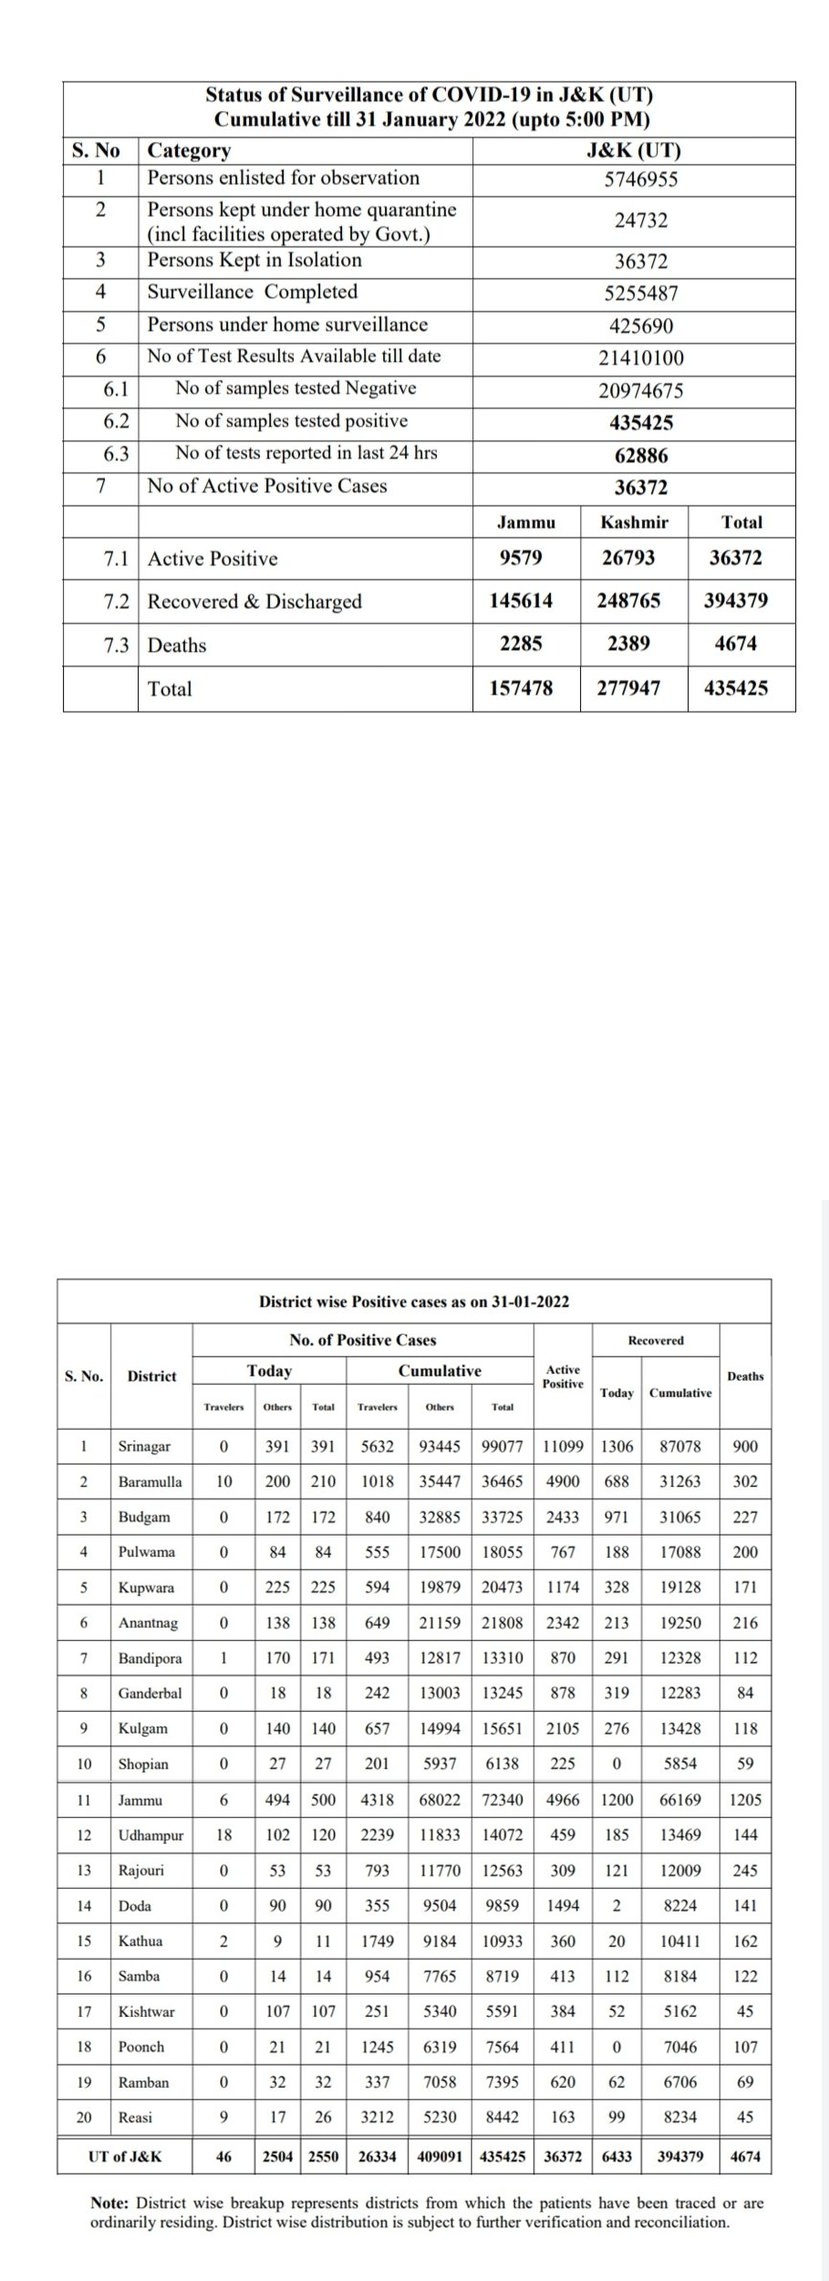 Status of Surveillance of COVID-19 in J&K (UT)
Cumulative till 31 January 2022 (upto 5:00 PM)
S. No Category J&K (UT)
1 Persons enlisted for observation 5746955
2 Persons kept under home quarantine
(incl facilities operated by Govt.) 24732
3 Persons Kept in Isolation 36372
4 Surveillance Completed 5255487
5 Persons under home surveillance 425690
6 No of Test Results Available till date 21410100
6.1 No of samples tested Negative 20974675
6.2 No of samples tested positive 435425
6.3 No of tests reported in last 24 hrs 62886
7 No of Active Positive Cases 36372
Jammu Kashmir Total
7.1 Active Positive 9579 26793 36372
7.2 Recovered & Discharged 145614 248765 394379
7.3 Deaths 2285 2389 4674
Total 157478 277947 435425
District wise Positive cases as on 31-01-2022
No. of Positive Cases Recovered
S. No. District Today Cumulative Active
Positive Deaths
Today Cumulative
Travelers Others Total Travelers Others Total
1 Srinagar 0 391 391 5632 93445 99077 11099 1306 87078 900
2 Baramulla 10 200 210 1018 35447 36465 4900 688 31263 302
3 Budgam 0 172 172 840 32885 33725 2433 971 31065 227
4 Pulwama 0 84 84 555 17500 18055 767 188 17088 200
5 Kupwara 0 225 225 594 19879 20473 1174 328 19128 171
6 Anantnag 0 138 138 649 21159 21808 2342 213 19250 216
7 Bandipora 1 170 171 493 12817 13310 870 291 12328 112
8 Ganderbal 0 18 18 242 13003 13245 878 319 12283 84
9 Kulgam 0 140 140 657 14994 15651 2105 276 13428 118
10 Shopian 0 27 27 201 5937 6138 225 0 5854 59
11 Jammu 6 494 500 4318 68022 72340 4966 1200 66169 1205
12 Udhampur 18 102 120 2239 11833 14072 459 185 13469 144
13 Rajouri 0 53 53 793 11770 12563 309 121 12009 245
14 Doda 0 90 90 355 9504 9859 1494 2 8224 141
15 Kathua 2 9 11 1749 9184 10933 360 20 10411 162
16 Samba 0 14 14 954 7765 8719 413 112 8184 122
17 Kishtwar 0 107 107 251 5340 5591 384 52 5162 45
18 Poonch 0 21 21 1245 6319 7564 411 0 7046 107
19 Ramban 0 32 32 337 7058 7395 620 62 6706 69
20 Reasi 9 17 26 3212 5230 8442 163 99 8234 45
UT of J&K 46 2504 2550 26334 409091 435425 36372 6433 394379 4674
Note: District wise breakup represents districts from which the patients have been traced or are
ordinarily residing. District wise distribution is subject to further verification and reconciliation.